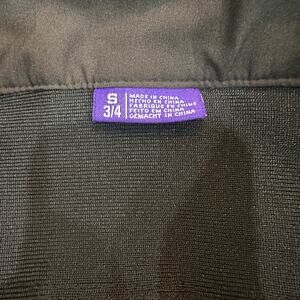 S
3/4
MADE IN CHINA
HECHO EN CHINA
FABRIQUÉ EN CHINE
FEITO EM CHINA
GEMACHT IN CHINA